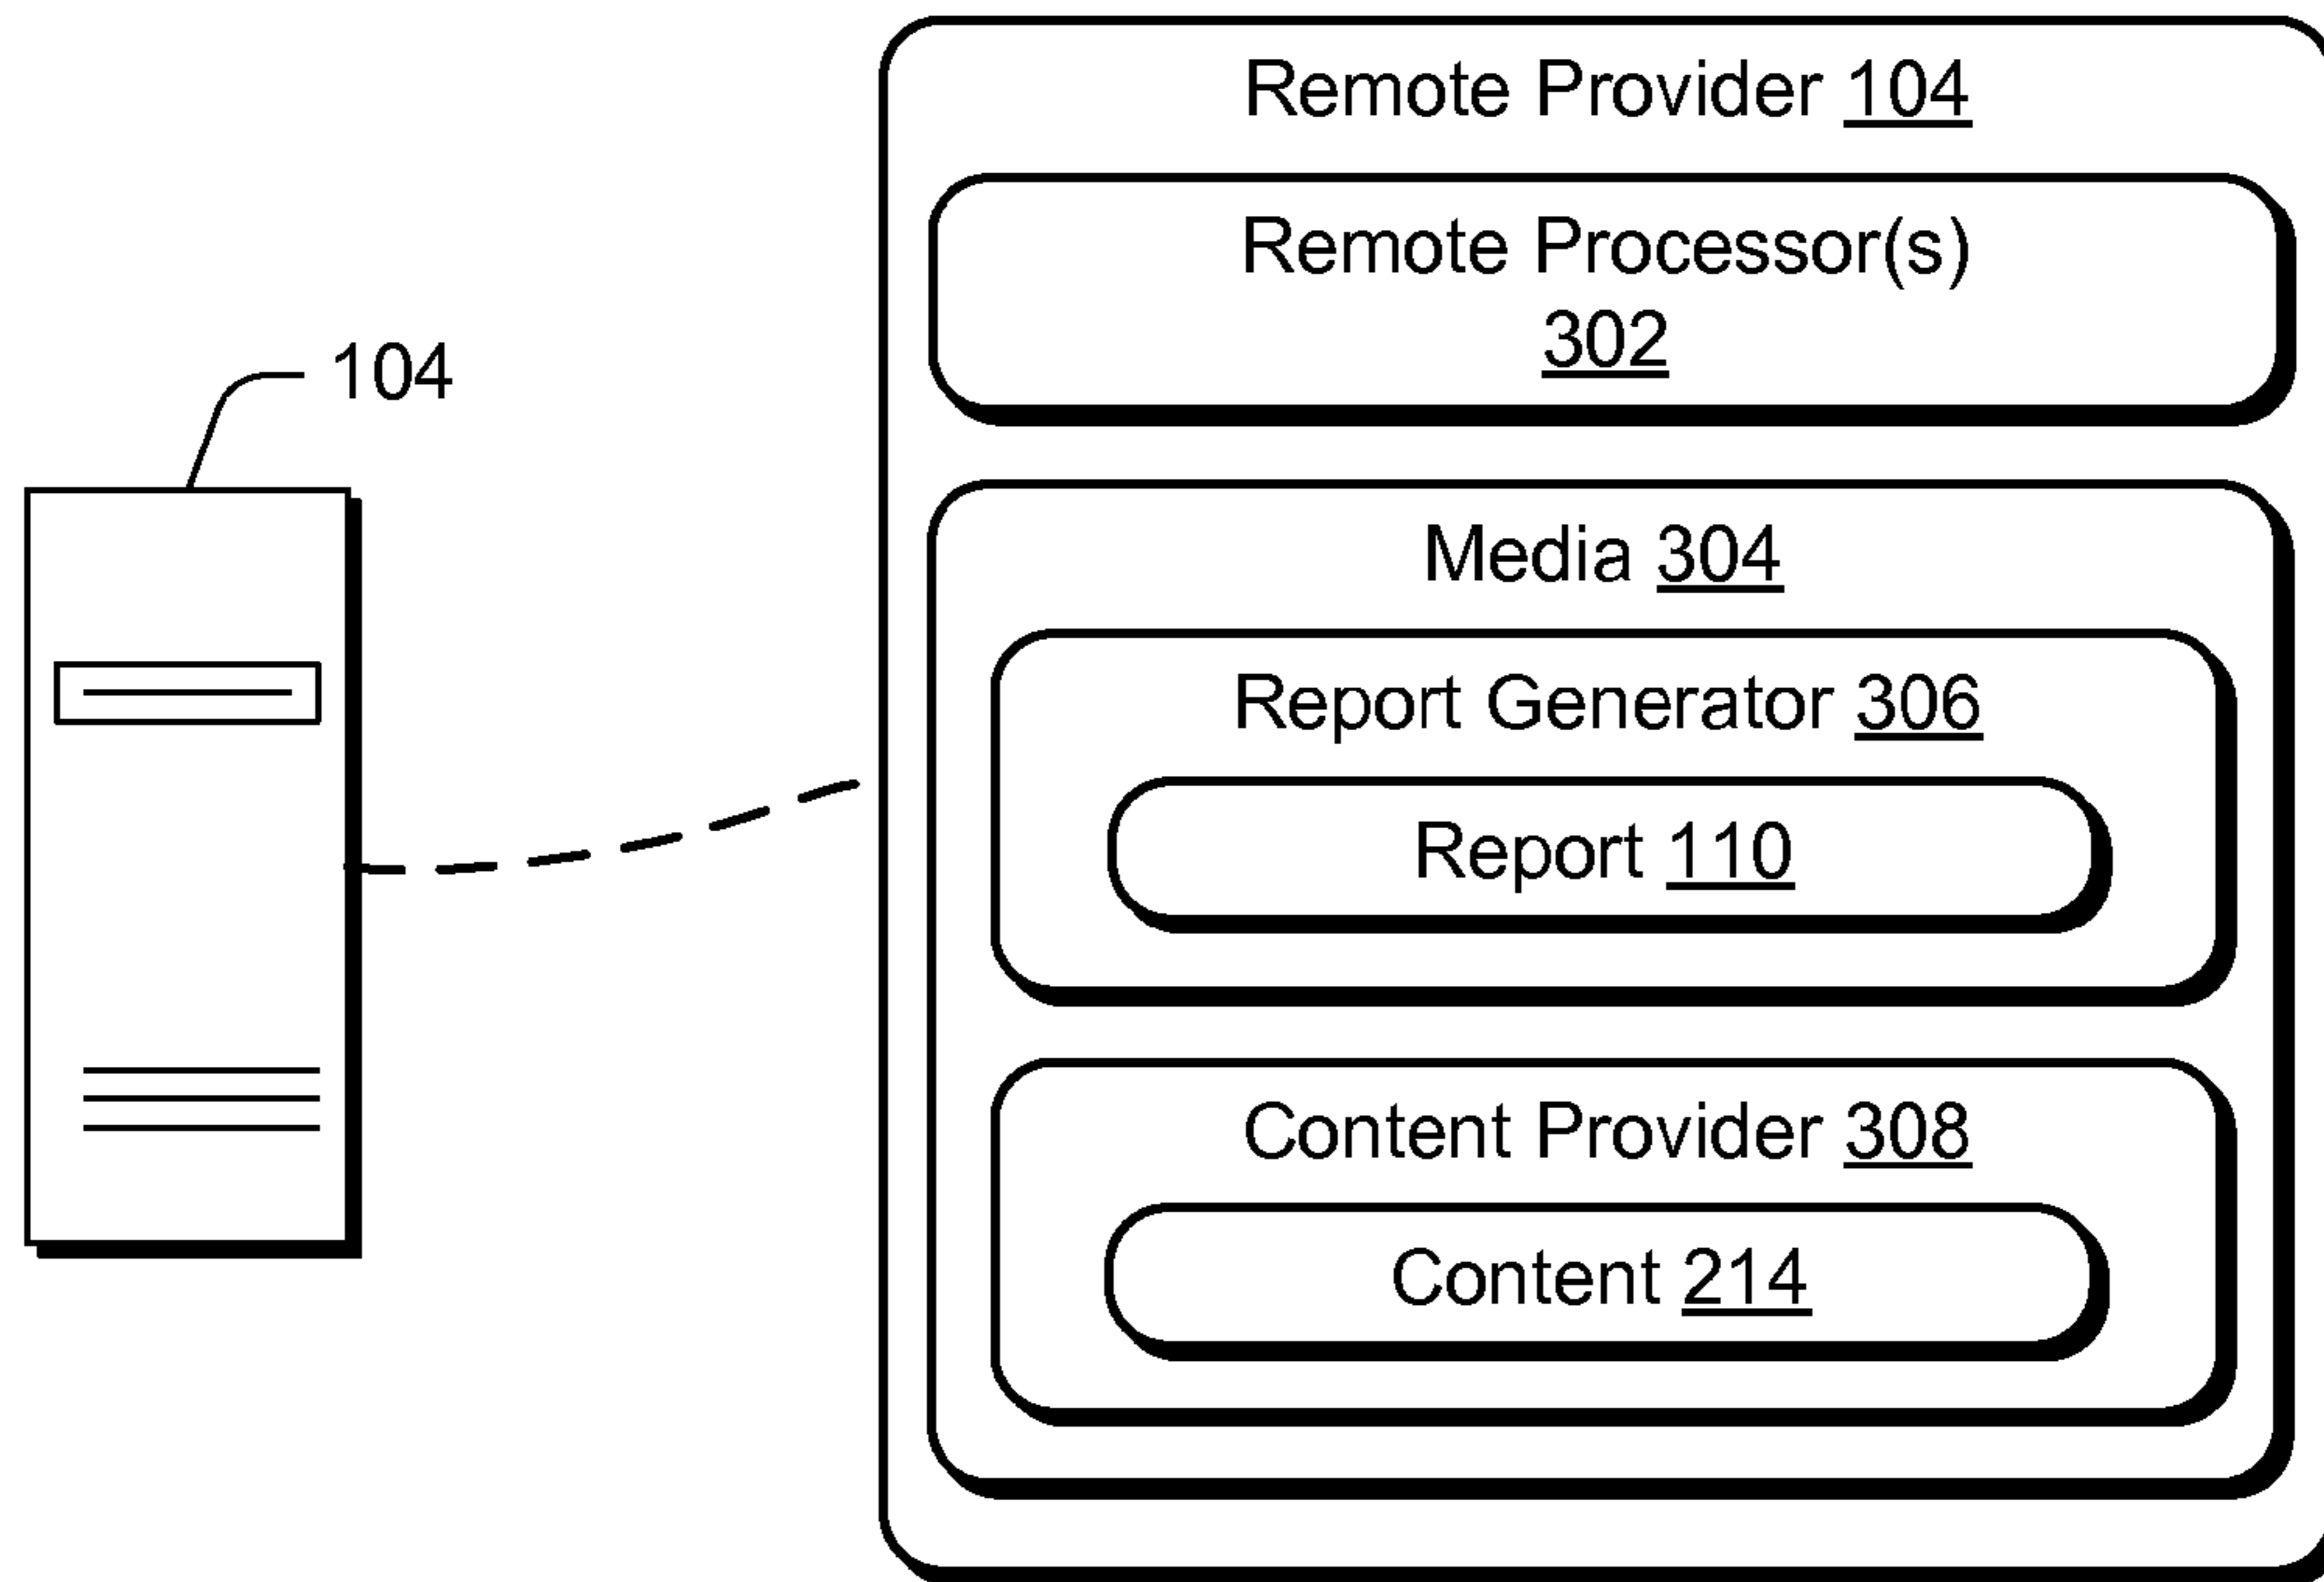 104
Remote Provider 104
Remote Processor(s)
302
Media 304
Report Generator 306
Report 110
Content Provider 308
Content 214